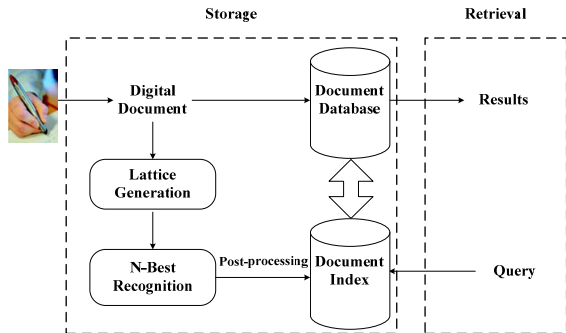 Storage
Retrieval
Digital
Document
Document
Database
Results
Lattice
Generation
N-Best
Recognition
Post-processing
Document
Index
Query